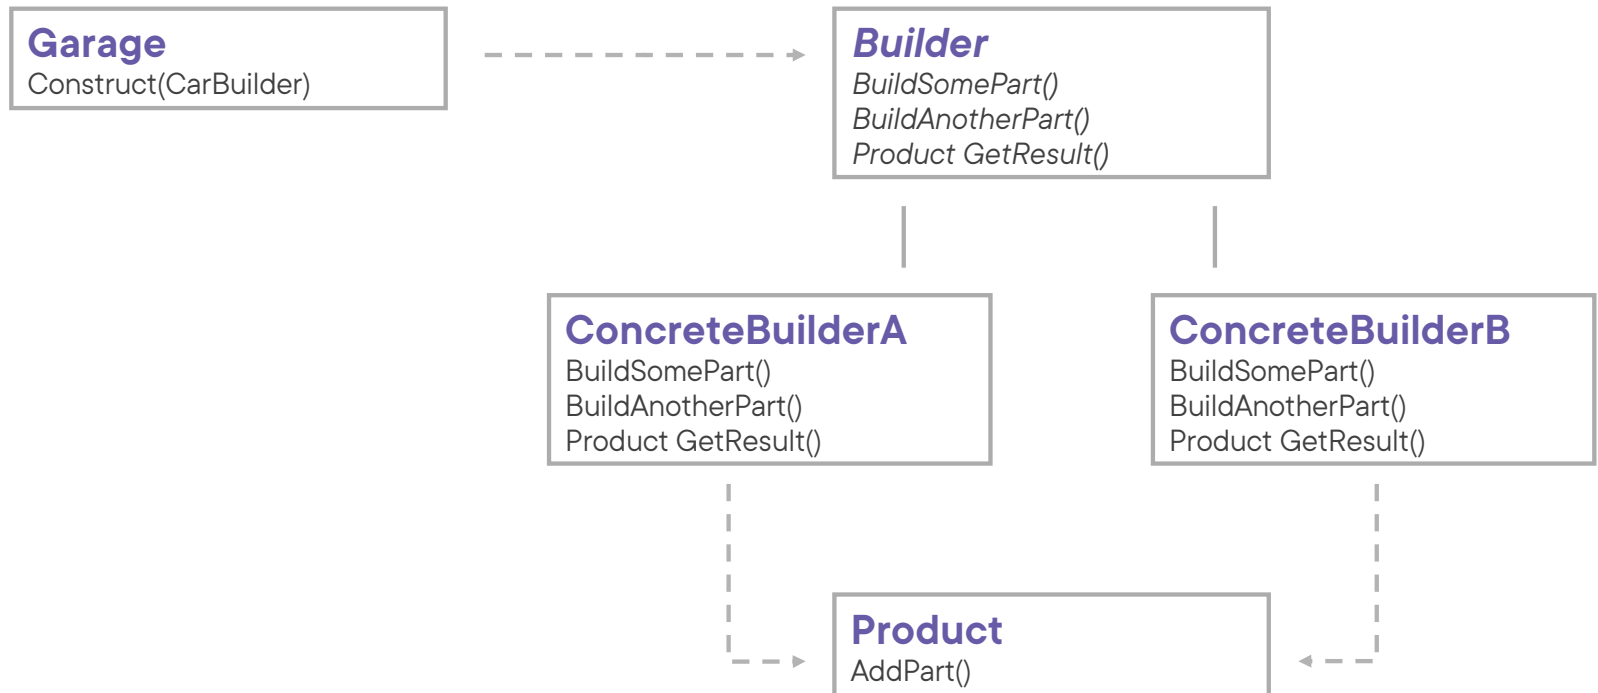 Garage
Construct(CarBuilder)
Builder
BuildSomePart()
BuildAnotherPart()
Product GetResult()
ConcreteBuilderA
BuildSomePart()
BuildAnotherPart()
Product GetResult()
ConcreteBuilderB
BuildSomePart()
BuildAnotherPart()
Product GetResult()
Product
AddPart()